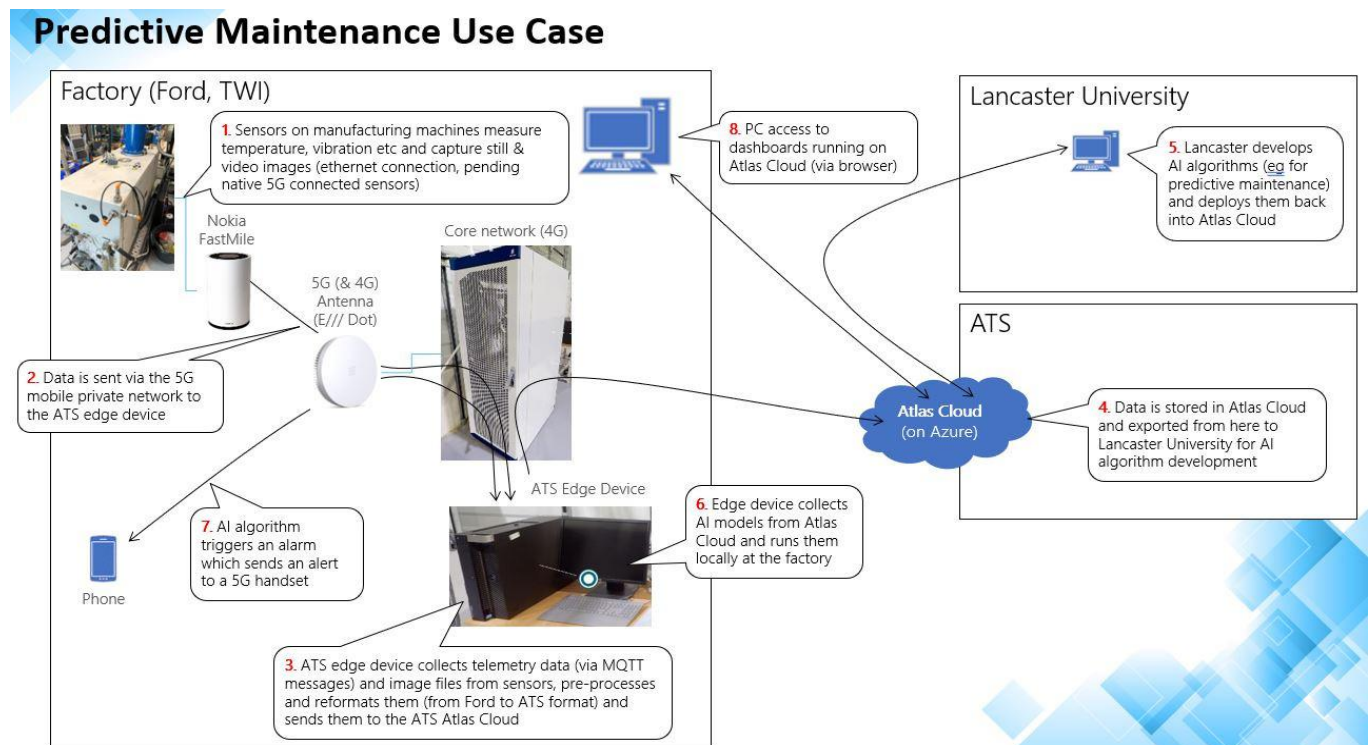 Predictive Maintenance Use Case
Factory (Ford, TWI)
1. Sensors on manufacturing machines measure
temperature, vibration etc and capture still &
video images (ethernet connection, pending
native 5G connected sensors)
8. PC access to
dashboards running on
Atlas Cloud (via browser)
Lancaster University
5. Lancaster develops
AI algorithms (eg for
predictive maintenance)
and deploys them back
into Atlas Cloud
Nokia
FastMile
Core network (4G)
5G (& 4G)
Antenna
(E/// Dot)
2. Data is sent via the 5G
mobile private network to
the ATS edge device
ATS
Atlas Cloud
(on Azure)
4. Data is stored in Atlas Cloud
and exported from here to
Lancaster University for AI
algorithm development
ATS Edge Device
6. Edge device collects
AI models from Atlas
Cloud and runs them
locally at the factory
7. AI algorithm
triggers an alarm
which sends an alert
to a 5G handset
Phone
3. ATS edge device collects telemetry data (via MQTT
messages) and image files from sensors, pre-processes
and reformats them (from Ford to ATS format) and
sends them to the ATS Atlas Cloud